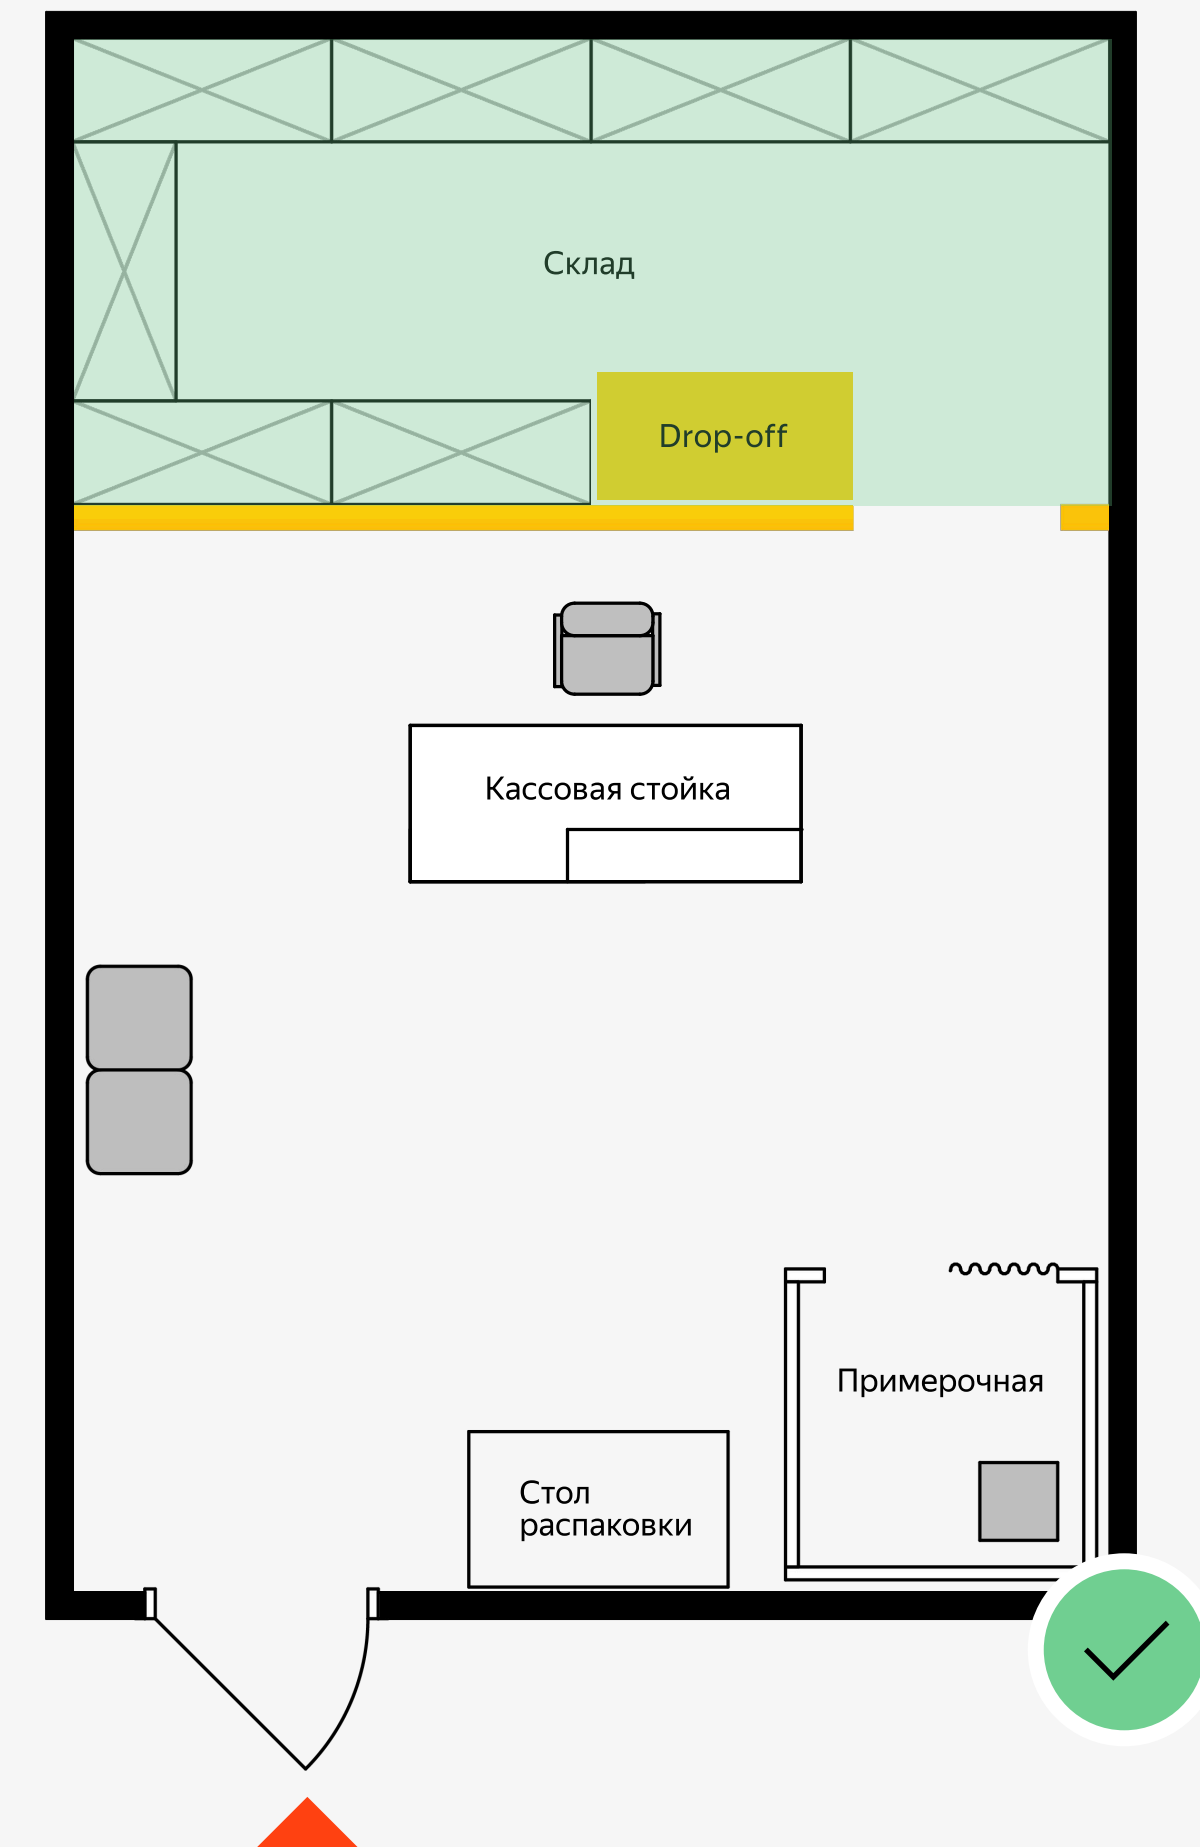 Склад
Drop-off
Кассовая стойка
Примерочная
Стол
распаковки